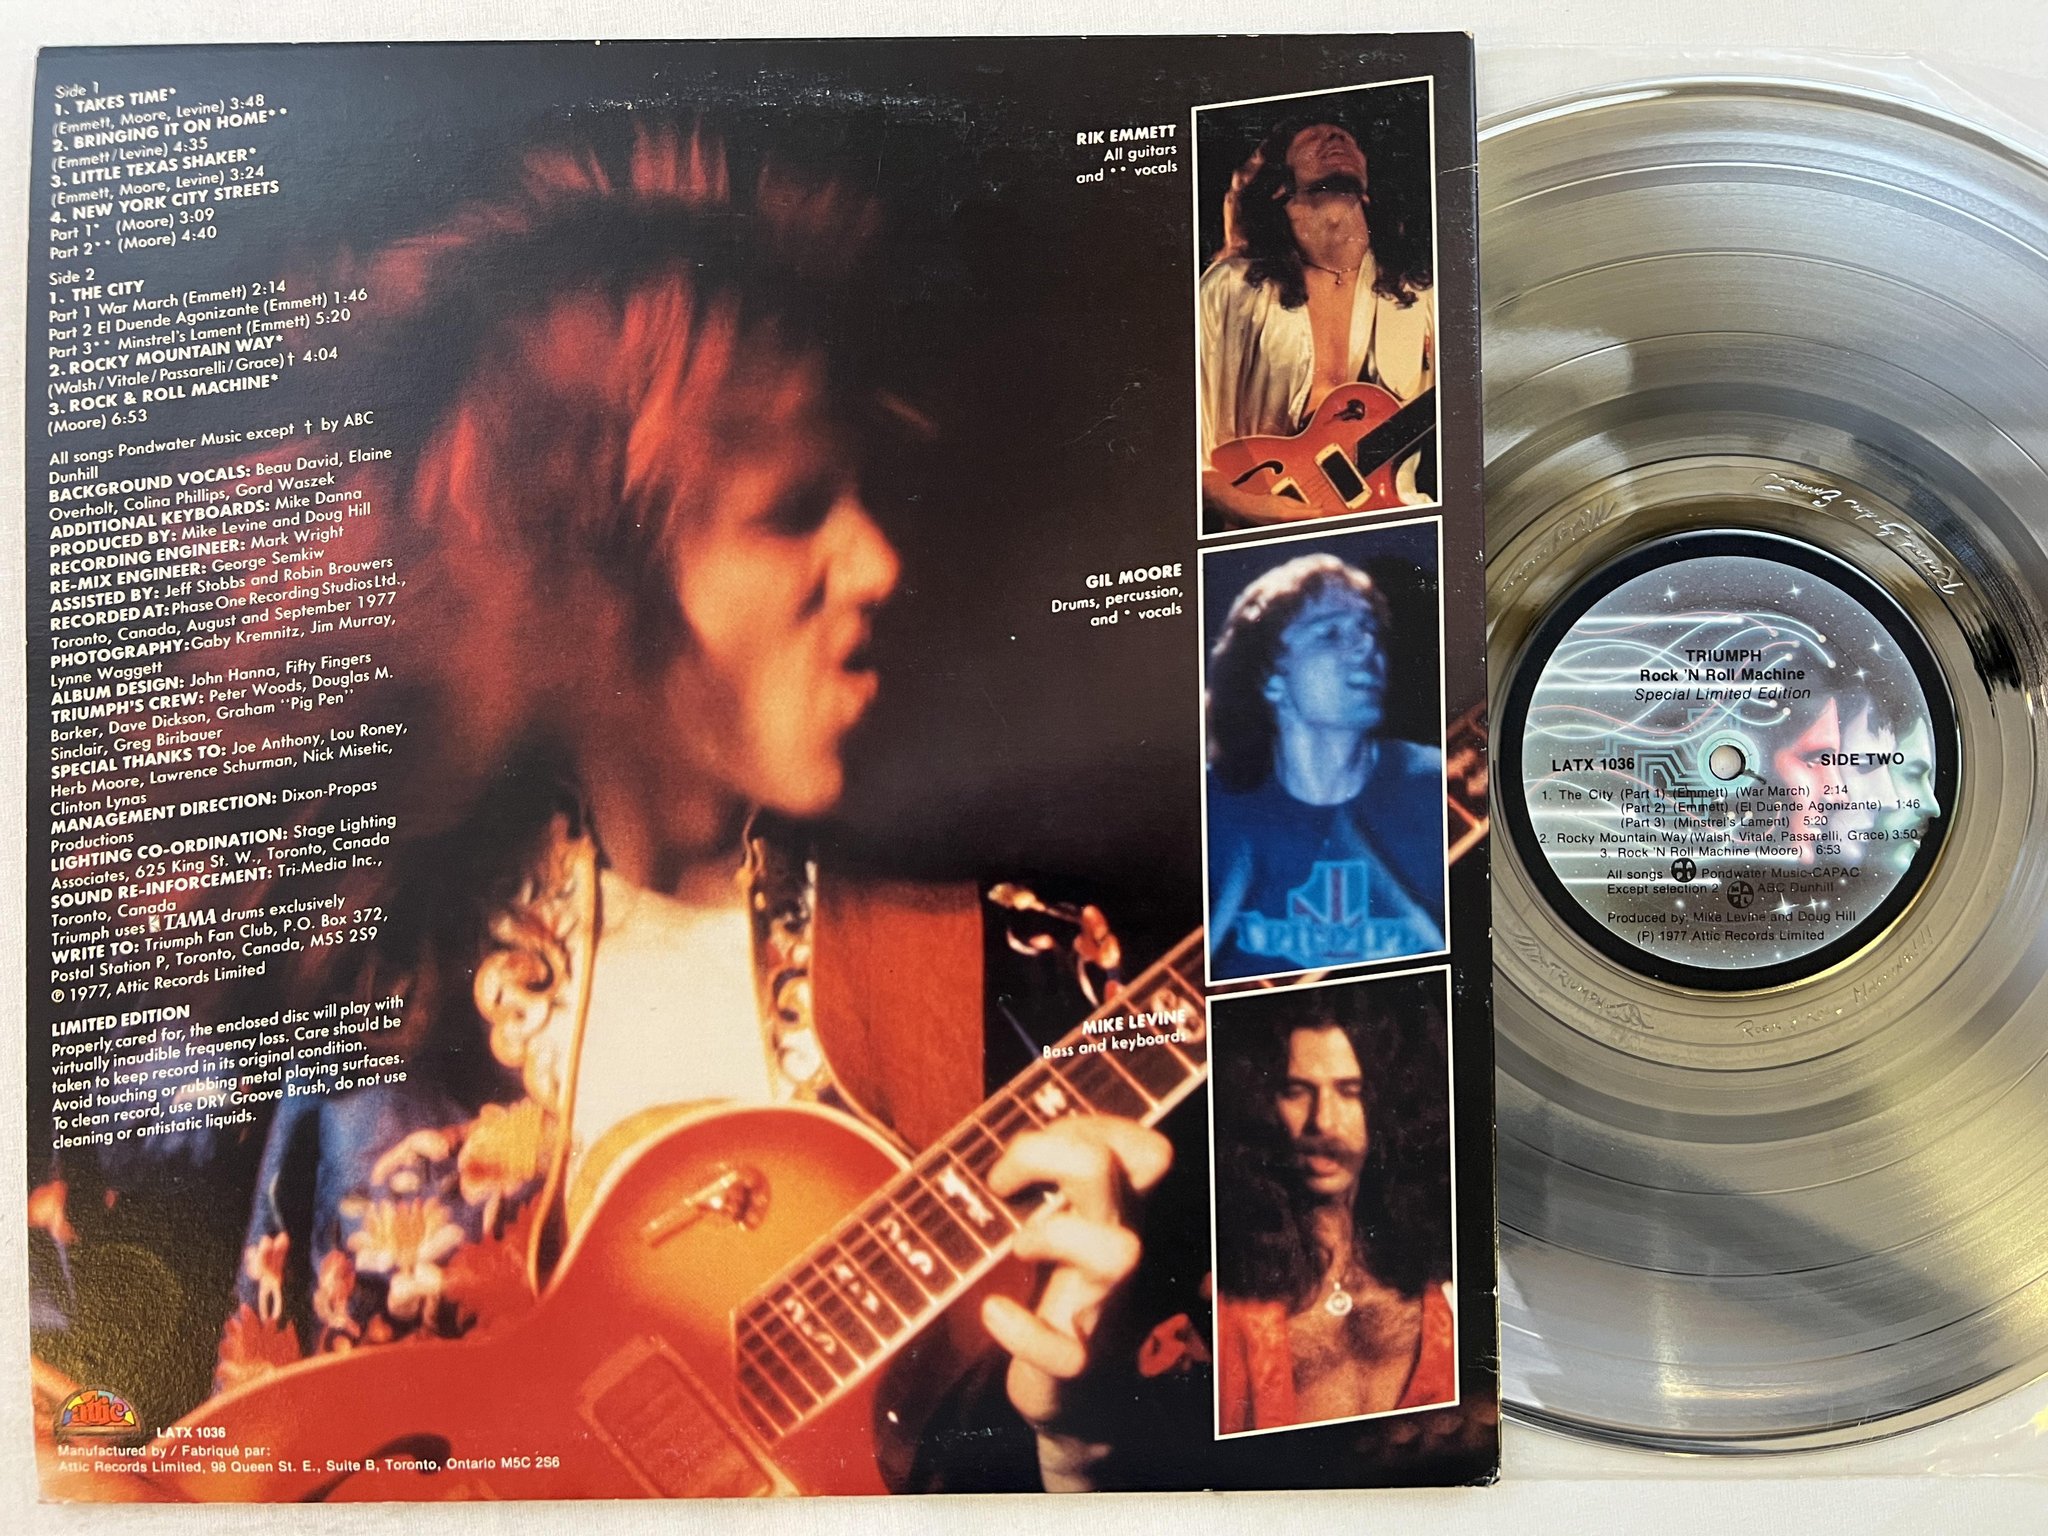 Side 1
1. TAKES TIME*
(Emmett, Moore, Levine) 3:48
2. BRINGING IT ON HOME**
(Emmett/Levine) 4:35
3. LITTLE TEXAS SHAKER*
(Emmett, Moore, Levine) 3:24
4. NEW YORK CITY STREETS
Part 1* (Moore) 3:09
Part 2** (Moore) 4:40
Side 2
1. THE CITY
Part 1 War March (Emmett) 2:14
Part 2 El Duende Agonizante (Emmett) 1:46
Part 3** Minstrel's Lament (Emmett) 5:20
2. ROCKY MOUNTAIN WAY*
(Walsh/Vitale/Passarelli/Grace)† 4:04
3. ROCK & ROLL MACHINE*
(Moore) 6:53
All songs Pondwater Music except † by ABC
Dunhill
BACKGROUND VOCALS: Beau David, Elaine
Overholt, Colina Phillips, Gord Waszek
ADDITIONAL KEYBOARDS: Mike Danna
PRODUCED BY: Mike Levine and Doug Hill
RECORDING ENGINEER: Mark Wright
RE-MIX ENGINEER: George Semkiw
ASSISTED BY: Jeff Stobbs and Robin Brouwers
RECORDED AT: Phase One Recording Studios Ltd.,
Toronto, Canada, August and September 1977
PHOTOGRAPHY: Gaby Kremnitz, Jim Murray,
Lynne Waggett
ALBUM DESIGN: John Hanna, Fifty Fingers
TRIUMPH'S CREW: Peter Woods, Douglas M.
Barker, Dave Dickson, Graham "Pig Pen"
Sinclair, Greg Biribauer
SPECIAL THANKS TO: Joe Anthony, Lou Roney,
Herb Moore, Lawrence Schurman, Nick Misetic,
Clinton Lynas
MANAGEMENT DIRECTION: Dixon-Propas
Productions
LIGHTING CO-ORDINATION: Stage Lighting
Associates, 625 King St. W., Toronto, Canada
SOUND RE-INFORCEMENT: Tri-Media Inc.,
Toronto, Canada
Triumph uses TAMA drums exclusively
WRITE TO: Triumph Fan Club, P.O. Box 372,
Postal Station P, Toronto, Canada, M5S 2S9
℗ 1977, Attic Records Limited
LIMITED EDITION
Properly cared for, the enclosed disc will play with
virtually inaudible frequency loss. Care should be
taken to keep record in its original condition.
Avoid touching or rubbing metal playing surfaces.
To clean record, use DRY Groove Brush, do not use
cleaning or antistatic liquids.
attic
LATX 1036
Manufactured by / Fabriqué par:
Attic Records Limited, 98 Queen St. E., Suite B, Toronto, Ontario M5C 2S6
RIK EMMETT
All guitars
and ** vocals
GIL MOORE
Drums, percussion,
and * vocals
TRIUMPH
MIKE LEVINE
Bass and keyboards
TRIUMPH
Rock 'N Roll Machine
Special Limited Edition
LATX 1036
SIDE TWO
1. The City (Part 1) (Emmett) (War March) 2:14
(Part 2) (Emmett) (El Duende Agonizante) 1:46
(Part 3) (Minstrel's Lament) 5:20
2. Rocky Mountain Way (Walsh, Vitale, Passarelli, Grace) 3:50
3. Rock 'N Roll Machine (Moore) 6:53
All songs MAPL Pondwater Music-CAPAC
Except selection 2 MAPL ABC Dunhill
Produced by: Mike Levine and Doug Hill
(P) 1977 Attic Records Limited